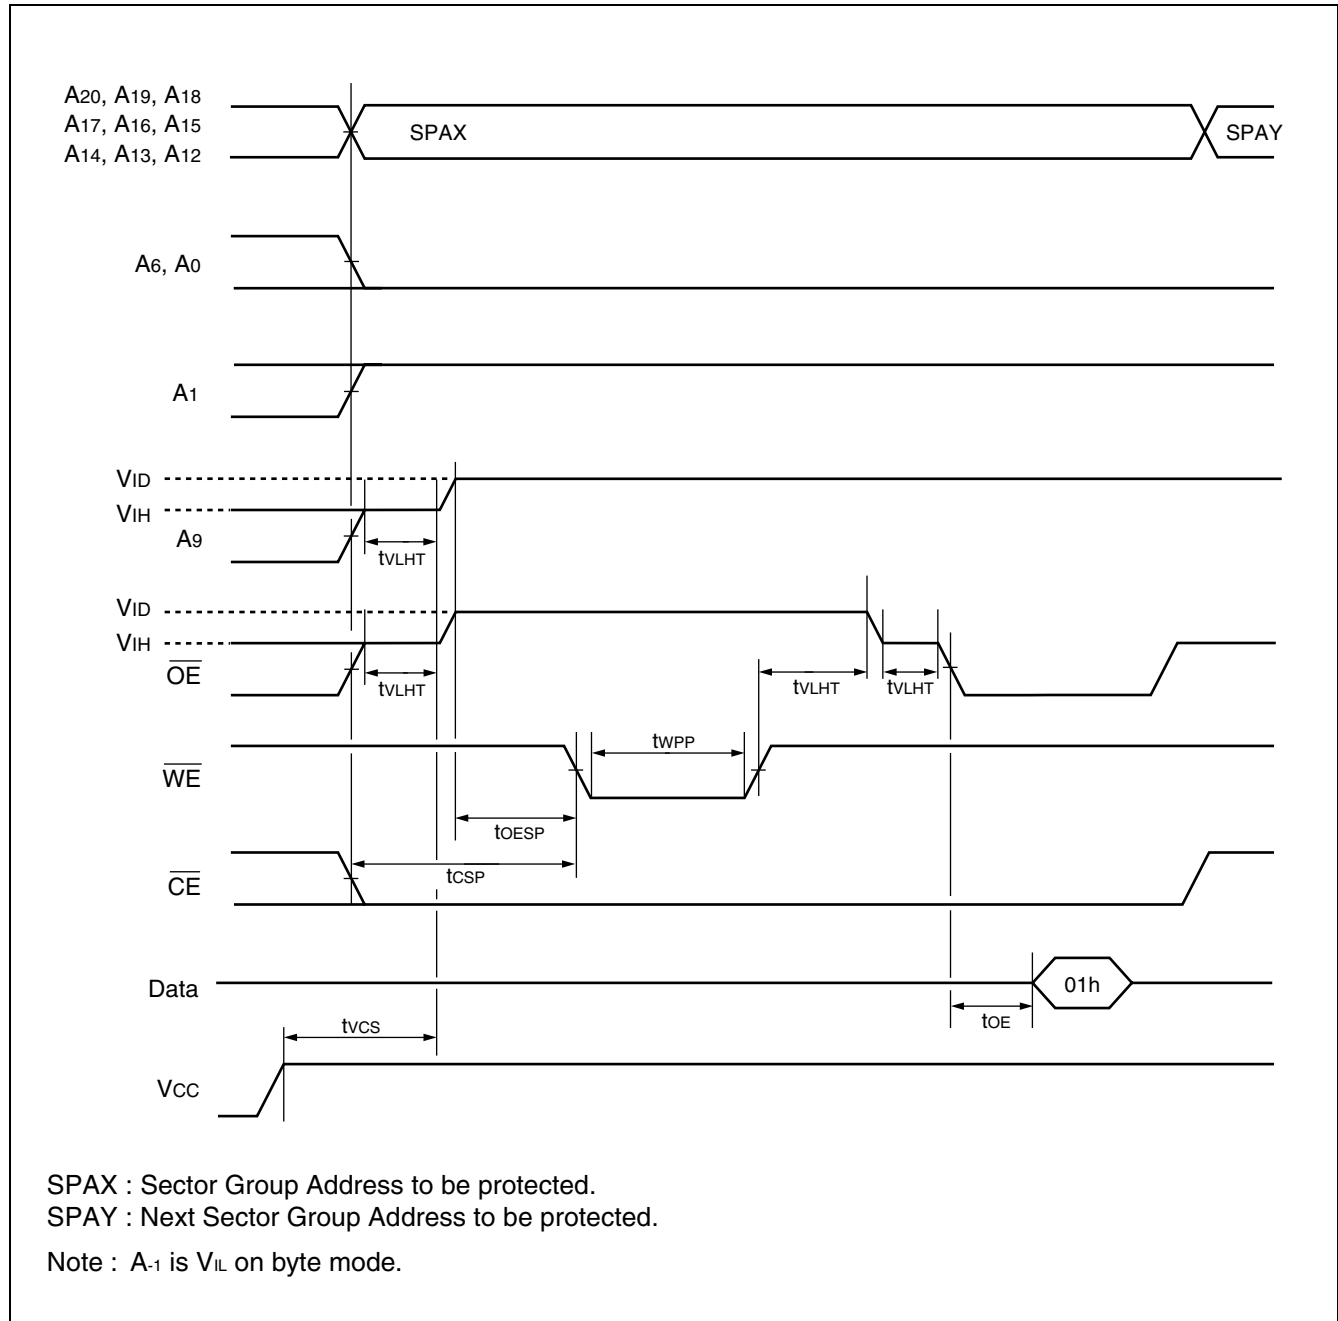 A20, A19, A18
A17, A16, A15
A14, A13, A12
SPAX
SPAY
A6, A0
A1
VID
VIH
A9
tVLHT
VID
VIH
OE
tVLHT
tVLHT
tVLHT
WE
tWPP
tOESP
tCSP
CE
Data
01h
tOE
tVCS
VCC
SPAX : Sector Group Address to be protected.
SPAY : Next Sector Group Address to be protected.
Note : A-1 is VIL on byte mode.